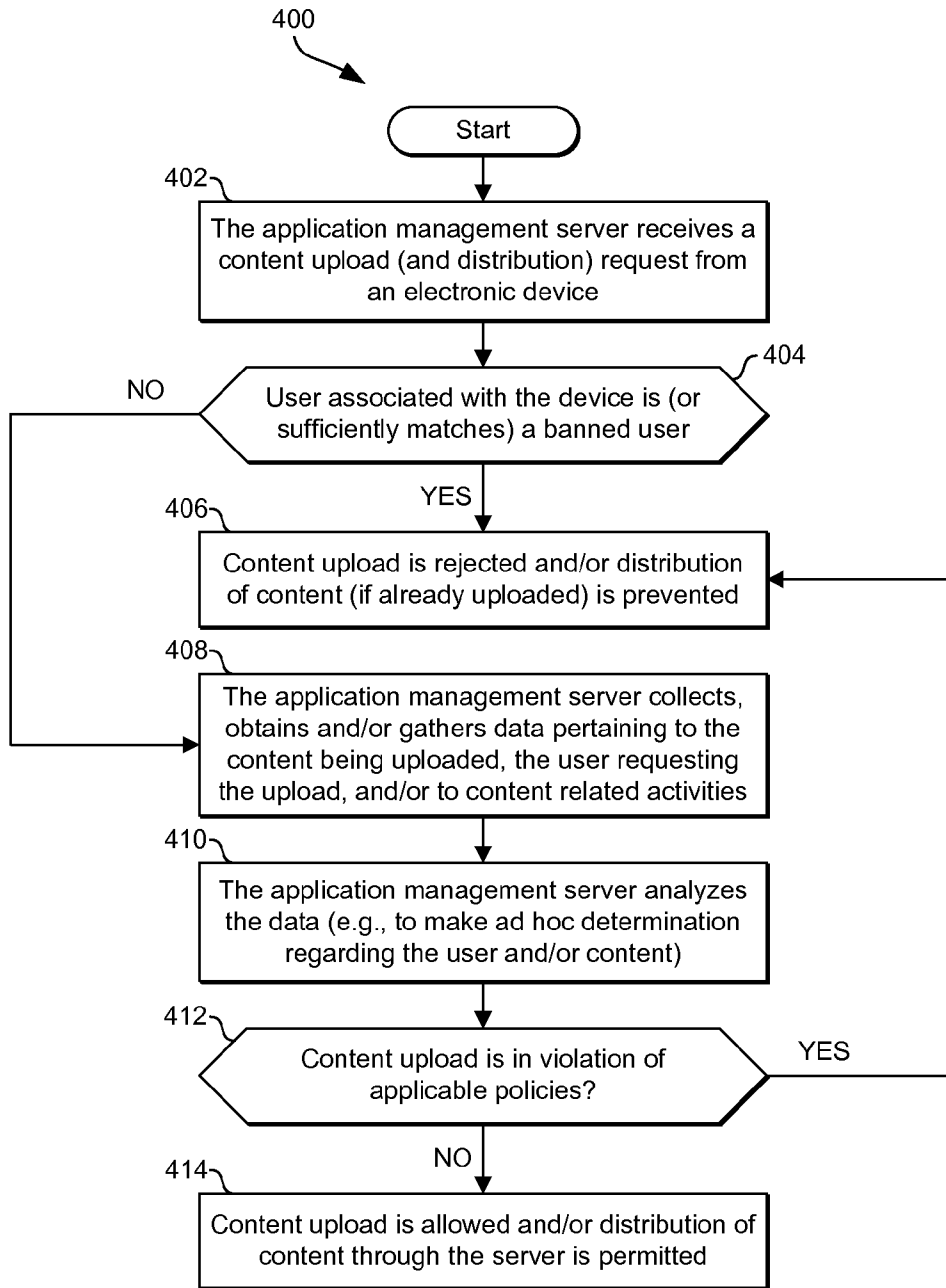 400
Start
402
The application management server receives a
content upload (and distribution) request from
an electronic device
404
NO
User associated with the device is (or
sufficiently matches) a banned user
YES
406
Content upload is rejected and/or distribution
of content (if already uploaded) is prevented
408
The application management server collects,
obtains and/or gathers data pertaining to the
content being uploaded, the user requesting
the upload, and/or to content related activities
410
The application management server analyzes
the data (e.g., to make ad hoc determination
regarding the user and/or content)
412
Content upload is in violation of
applicable policies?
YES
NO
414
Content upload is allowed and/or distribution of
content through the server is permitted